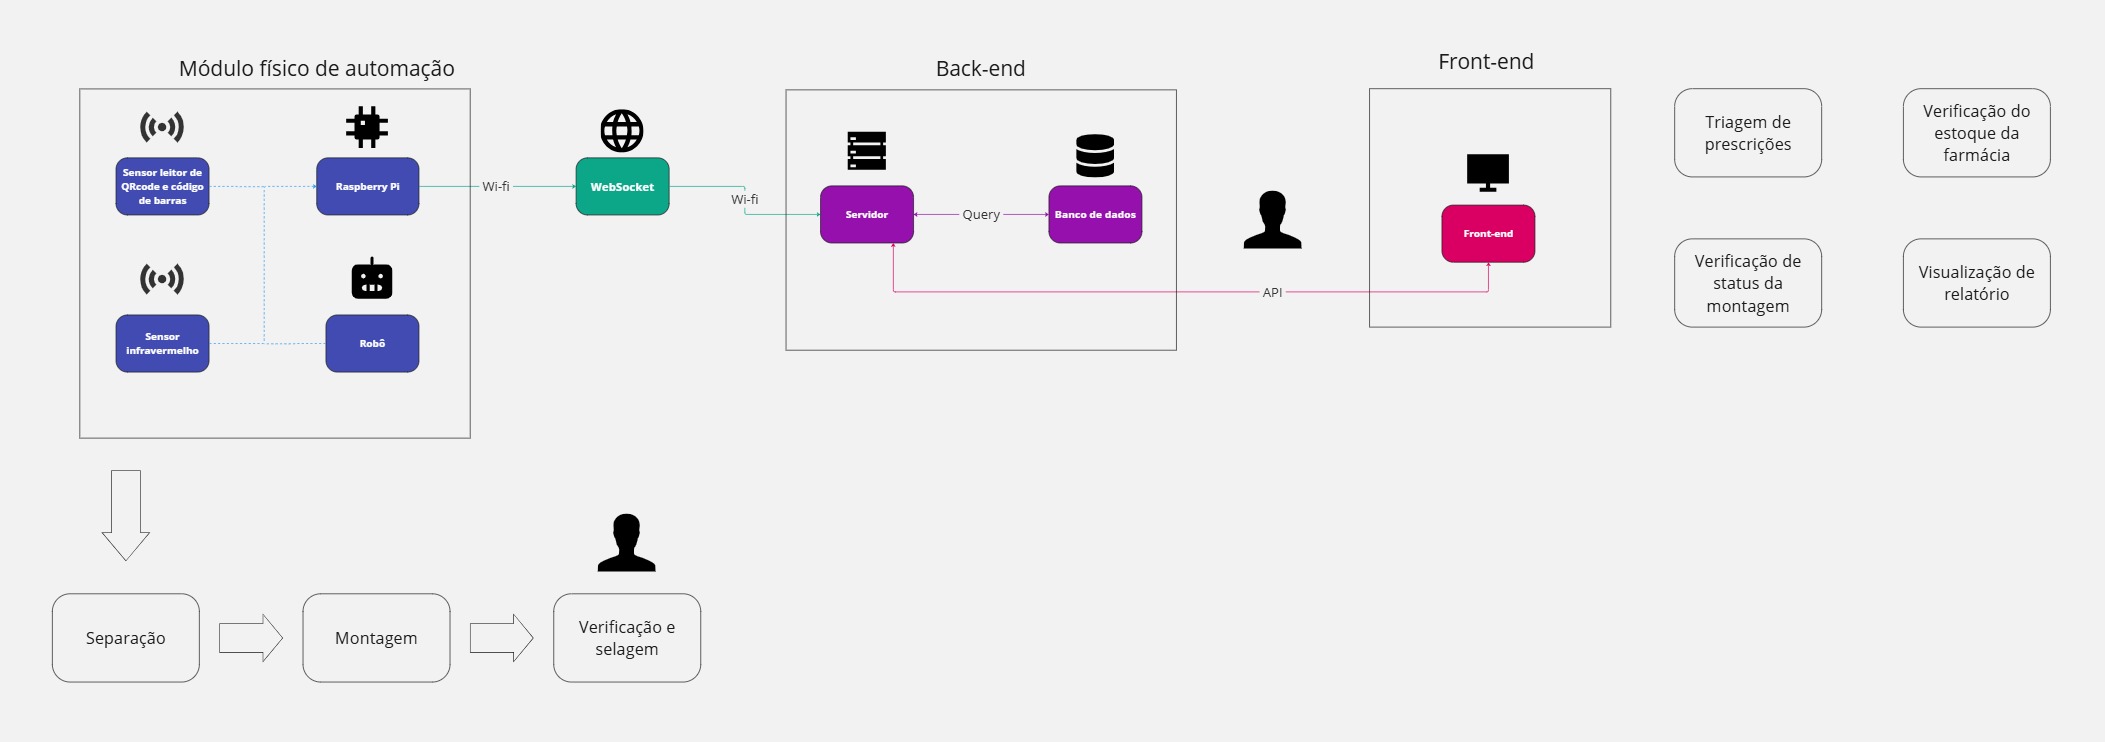 Módulo físico de automação
Back-end
Front-end
Sensor leitor de
QRcode e código
de barras
Raspberry Pi
Wi-fi
WebSocket
Wi-fi
Servidor
Query
Banco de dados
API
Front-end
Sensor
infravermelho
Robô
Triagem de
prescrições
Verificação do
estoque da
farmácia
Verificação de
status da
montagem
Visualização de
relatório
Separação
Montagem
Verificação e
selagem